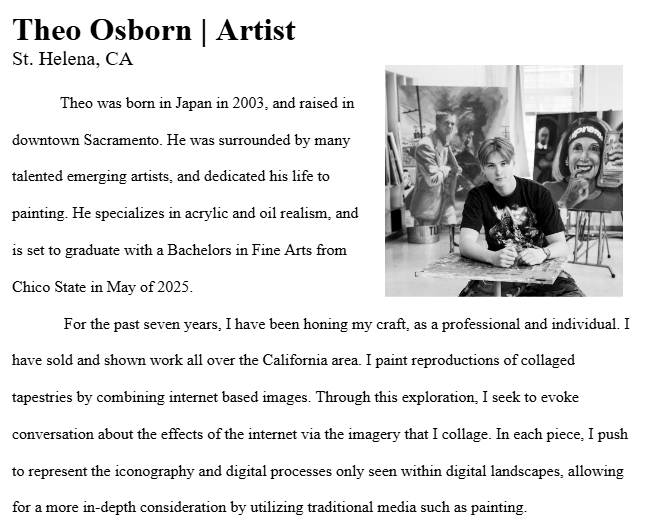 Theo Osborn | Artist
St. Helena, CA
Theo was born in Japan in 2003, and raised in
downtown Sacramento. He was surrounded by many
talented emerging artists, and dedicated his life to
painting. He specializes in acrylic and oil realism, and
is set to graduate with a Bachelors in Fine Arts from
Chico State in May of 2025.
For the past seven years, I have been honing my craft, as a professional and individual. I
have sold and shown work all over the California area. I paint reproductions of collaged
tapestries by combining internet based images. Through this exploration, I seek to evoke
conversation about the effects of the internet via the imagery that I collage. In each piece, I push
to represent the iconography and digital processes only seen within digital landscapes, allowing
for a more in-depth consideration by utilizing traditional media such as painting.